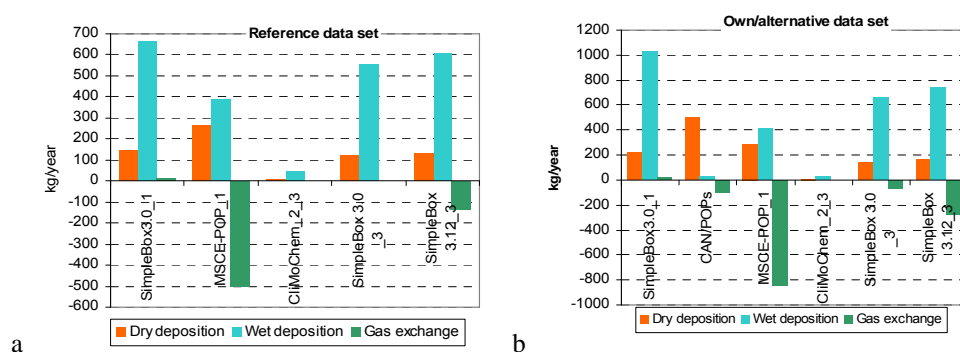 Reference data set
700
600
500
400
300
200
100
0
-100
-200
-300
-400
-500
-600
kg/year
SimpleBox3.0_1
MSCE-POP_1
CliMoChem_2_3
SimpleBox 3.0
_3
SimpleBox
3.12_3
Dry deposition Wet deposition Gas exchange
a
Own/alternative data set
1200
1000
800
600
400
200
0
-200
-400
-600
-800
-1000
kg/year
SimpleBox3.0_1
CAN/POPs
MSCE-POP_1
CliMoChem_2_3
SimpleBox 3.0
_3
SimpleBox
3.12_3
Dry deposition Wet deposition Gas exchange
b